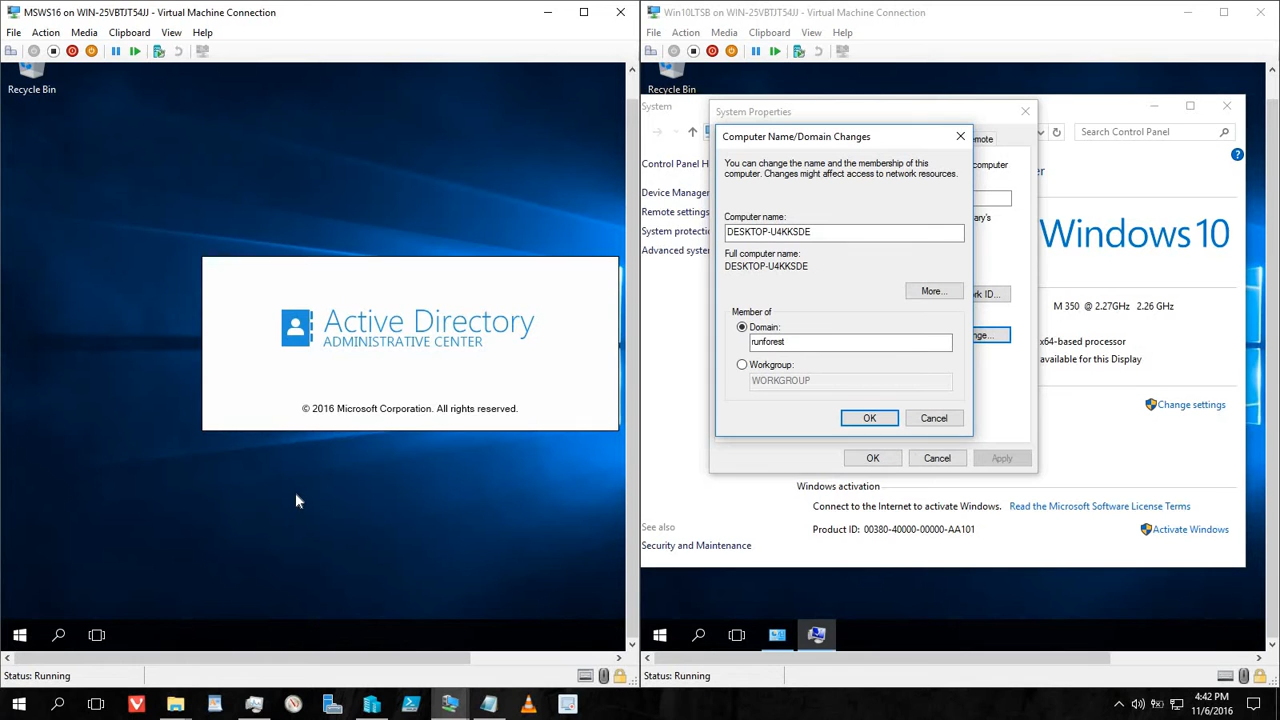 MSWS16 on WIN-25VBTJT54JJ - Virtual Machine Connection
File Action Media Clipboard View Help
Recycle Bin
Active Directory
ADMINISTRATIVE CENTER
© 2016 Microsoft Corporation. All rights reserved.
Status: Running
Win10LTSB on WIN-25VBTJT54JJ - Virtual Machine Connection
File Action Media Clipboard View Help
Recycle Bin
System
Search Control Panel
Control Panel H
Device Manager
Remote settings
System protecti
Advanced syste
System Properties
emote
computer
ry's
rk ID...
nge...
OK Cancel Apply
Computer Name/Domain Changes
You can change the name and the membership of this
computer. Changes might affect access to network resources.
Computer name:
DESKTOP-U4KKSDE
Full computer name:
DESKTOP-U4KKSDE
More...
Member of
Domain:
runforest
Workgroup:
WORKGROUP
OK Cancel
er
Windows 10
M 350 @ 2.27GHz 2.26 GHz
x64-based processor
available for this Display
Change settings
Windows activation
Connect to the Internet to activate Windows. Read the Microsoft Software License Terms
Product ID: 00380-40000-00000-AA101
Activate Windows
See also
Security and Maintenance
Status: Running
4:42 PM
11/6/2016